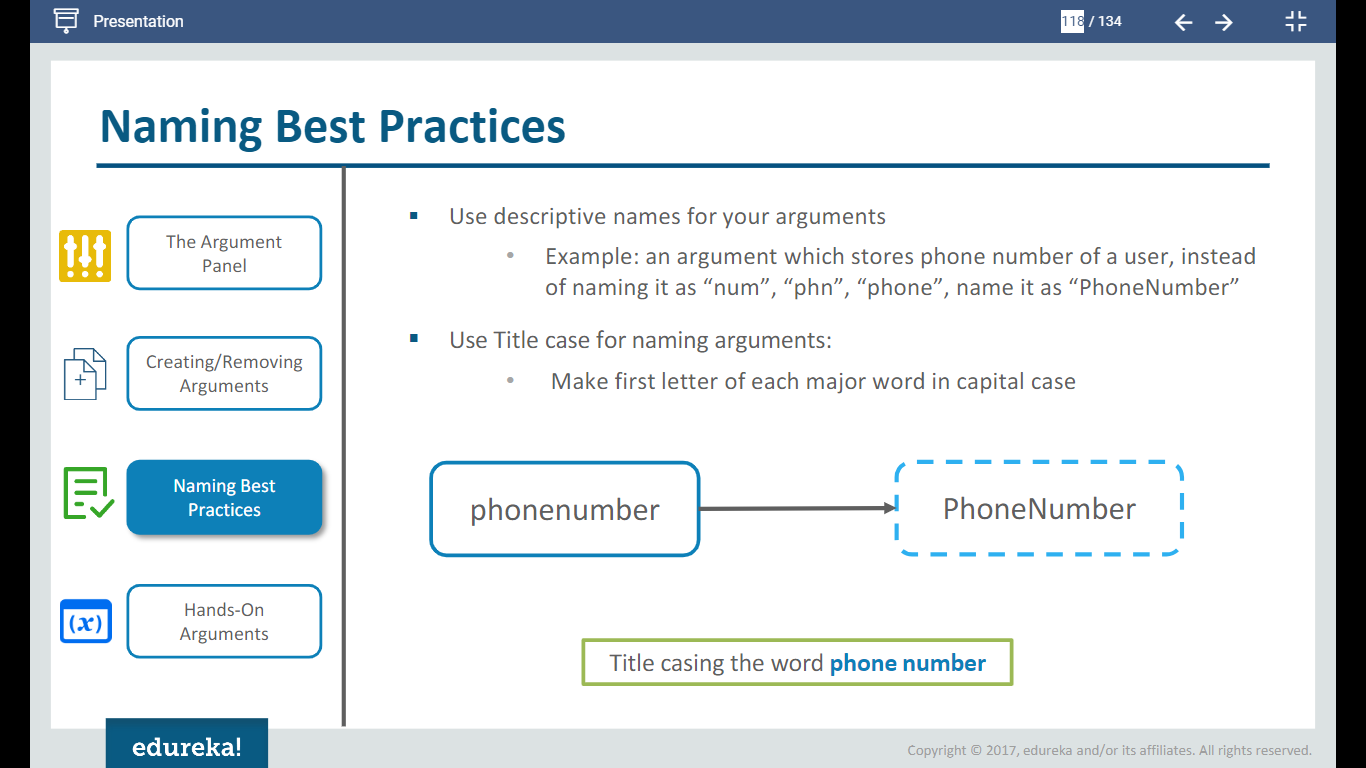 Presentation
118 / 134
Naming Best Practices
The Argument
Panel
Creating/Removing
Arguments
Naming Best
Practices
Hands-On
(x)
Arguments
▪ Use descriptive names for your arguments
• Example: an argument which stores phone number of a user, instead
of naming it as “num”, “phn”, “phone”, name it as “PhoneNumber”
▪ Use Title case for naming arguments:
• Make first letter of each major word in capital case
phonenumber
PhoneNumber
Title casing the word phone number
edureka!
Copyright © 2017, edureka and/or its affiliates. All rights reserved.